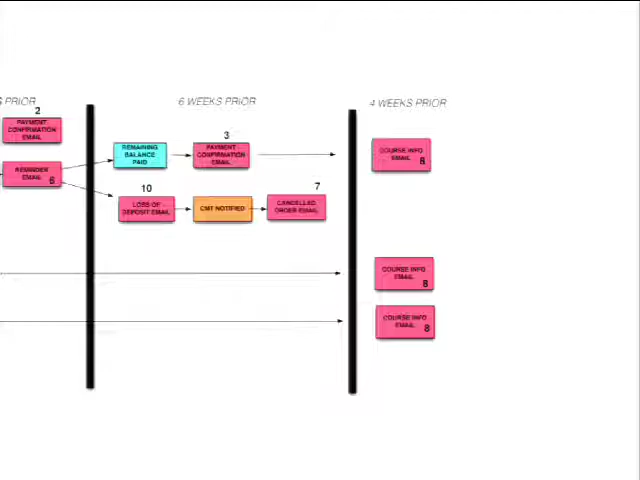 S PRIOR
6 WEEKS PRIOR
4 WEEKS PRIOR
2
PAYMENT
CONFIRMATION
EMAIL
REMINDER
EMAIL
6
REMAINING
BALANCE
PAID
3
PAYMENT
CONFIRMATION
EMAIL
COURSE INFO
EMAIL
8
10
LOSS OF
DEPOSIT EMAIL
CMT NOTIFIED
7
CANCELLED
ORDER EMAIL
COURSE INFO
EMAIL
8
COURSE INFO
EMAIL
8